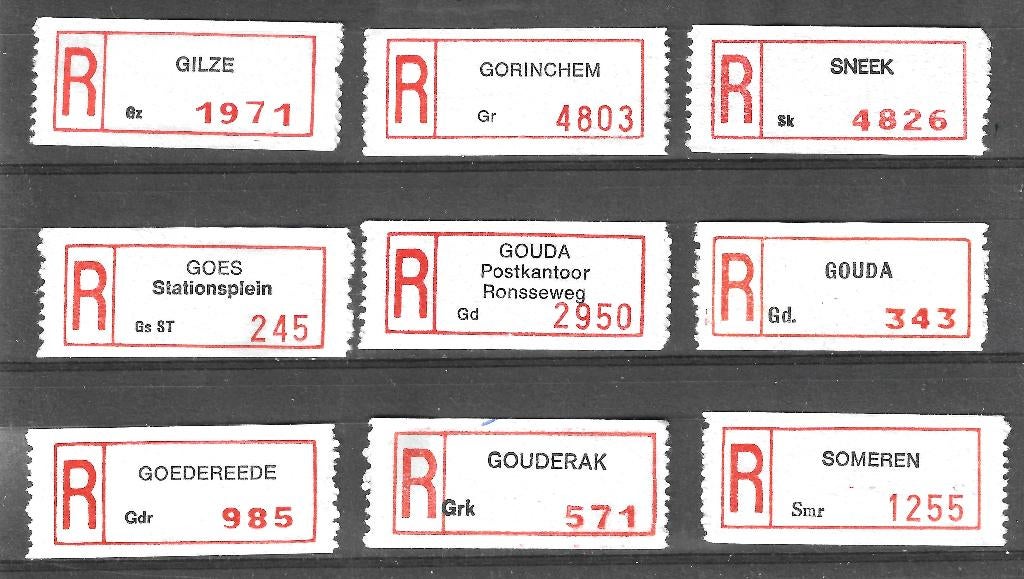 R GILZE
Gz 1971
R GORINCHEM
Gr 4803
R SNEEK
Sk 4826
R GOES
Stationsplein
Gs ST 245
R GOUDA
Postkantoor
Ronsseweg
Gd 2950
R GOUDA
Gd. 343
R GOEDEREEDE
Gdr 985
R GOUDERAK
Grk 571
R SOMEREN
Smr 1255